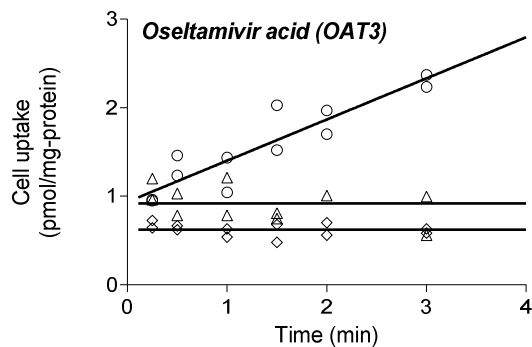 Oseltamivir acid (OAT3)
Cell uptake
(pmol/mg-protein)
3
2
1
0
0 1 2 3 4
Time (min)